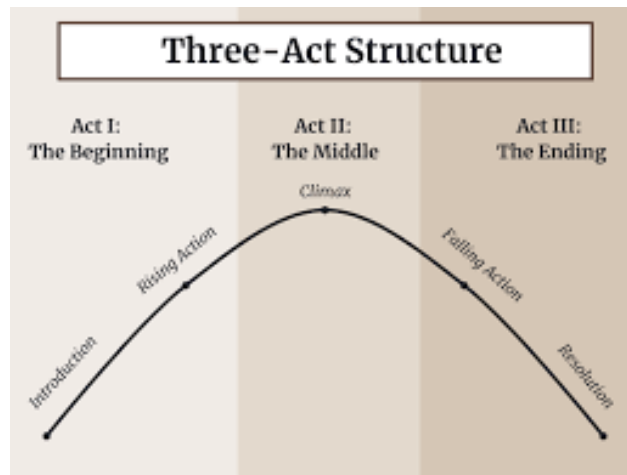 Three-Act Structure
Act I:
The Beginning
Act II:
The Middle
Act III:
The Ending
Climax
Rising Action
Falling Action
Introduction
Resolution